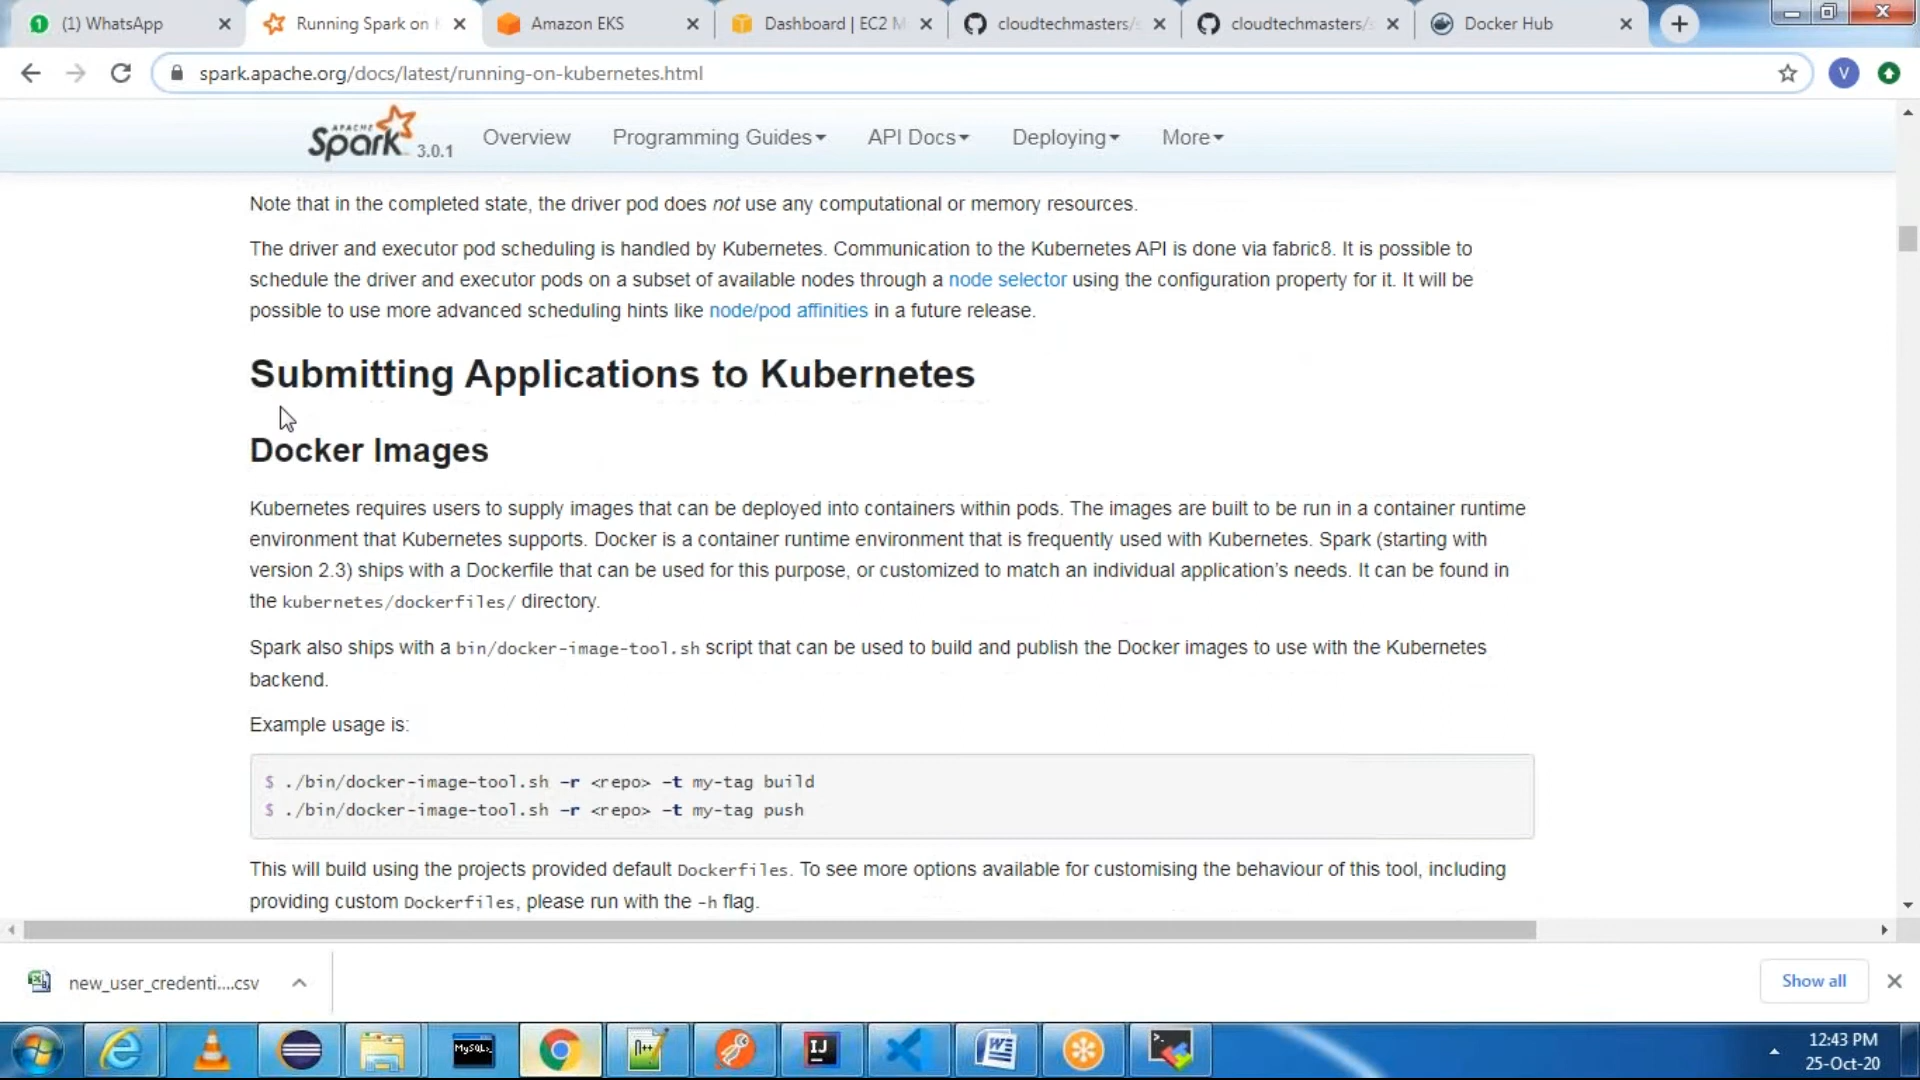 (1) WhatsApp
Running Spark on
Amazon EKS
Dashboard | EC2 M
cloudtechmasters/
cloudtechmasters/
Docker Hub
spark.apache.org/docs/latest/running-on-kubernetes.html
V
APACHE
Spark 3.0.1
Overview
Programming Guides
API Docs
Deploying
More
Note that in the completed state, the driver pod does not use any computational or memory resources.
The driver and executor pod scheduling is handled by Kubernetes. Communication to the Kubernetes API is done via fabric8. It is possible to
schedule the driver and executor pods on a subset of available nodes through a node selector using the configuration property for it. It will be
possible to use more advanced scheduling hints like node/pod affinities in a future release.
Submitting Applications to Kubernetes
Docker Images
Kubernetes requires users to supply images that can be deployed into containers within pods. The images are built to be run in a container runtime
environment that Kubernetes supports. Docker is a container runtime environment that is frequently used with Kubernetes. Spark (starting with
version 2.3) ships with a Dockerfile that can be used for this purpose, or customized to match an individual application's needs. It can be found in
the kubernetes/dockerfiles/ directory.
Spark also ships with a bin/docker-image-tool.sh script that can be used to build and publish the Docker images to use with the Kubernetes
backend.
Example usage is:
$ ./bin/docker-image-tool.sh -r <repo> -t my-tag build
$ ./bin/docker-image-tool.sh -r <repo> -t my-tag push
This will build using the projects provided default Dockerfiles. To see more options available for customising the behaviour of this tool, including
providing custom Dockerfiles, please run with the -h flag.
new_user_credenti....csv
Show all
MySQL
N++
IJ
W
12:43 PM
25-Oct-20